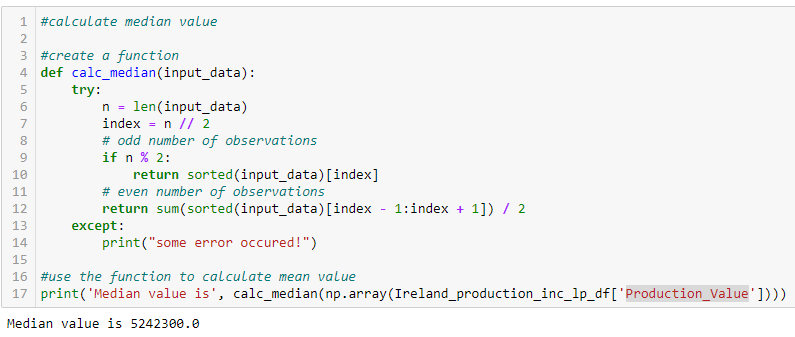 1 #calculate median value
2
3 #create a function
4 def calc_median(input_data):
5     try:
6         n = len(input_data)
7         index = n // 2
8         # odd number of observations
9         if n % 2:
10             return sorted(input_data)[index]
11         # even number of observations
12         return sum(sorted(input_data)[index - 1:index + 1]) / 2
13     except:
14         print("some error occured!")
15
16 #use the function to calculate mean value
17 print('Median value is', calc_median(np.array(Ireland_production_inc_lp_df['Production_Value'])))
Median value is 5242300.0